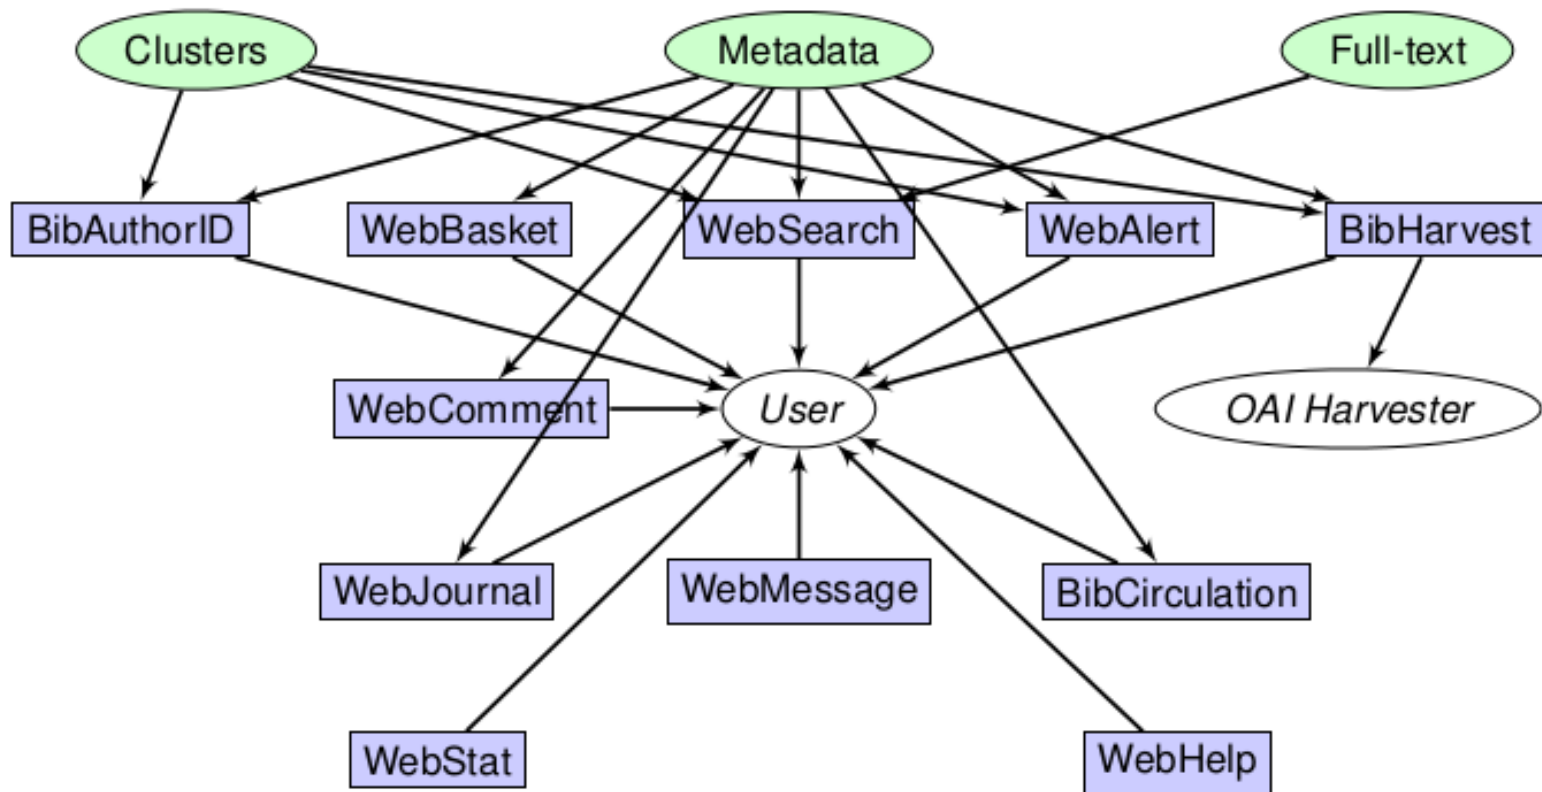 Clusters
Metadata
Full-text
BibAuthorID
WebBasket
WebSearch
WebAlert
BibHarvest
WebComment
User
OAI Harvester
WebJournal
WebMessage
BibCirculation
WebStat
WebHelp